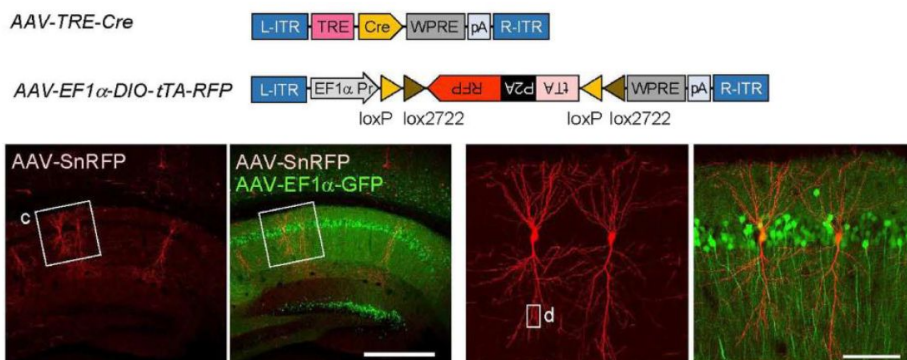 AAV-TRE-Cre
L-ITR TRE Cre WPRE pA R-ITR
AAV-EF1α-DIO-tTA-RFP
L-ITR EF1α Pr RFP P2A tTA WPRE pA R-ITR
loxP lox2722 loxP lox2722
AAV-SnRFP
c
AAV-SnRFP
AAV-EF1α-GFP
d